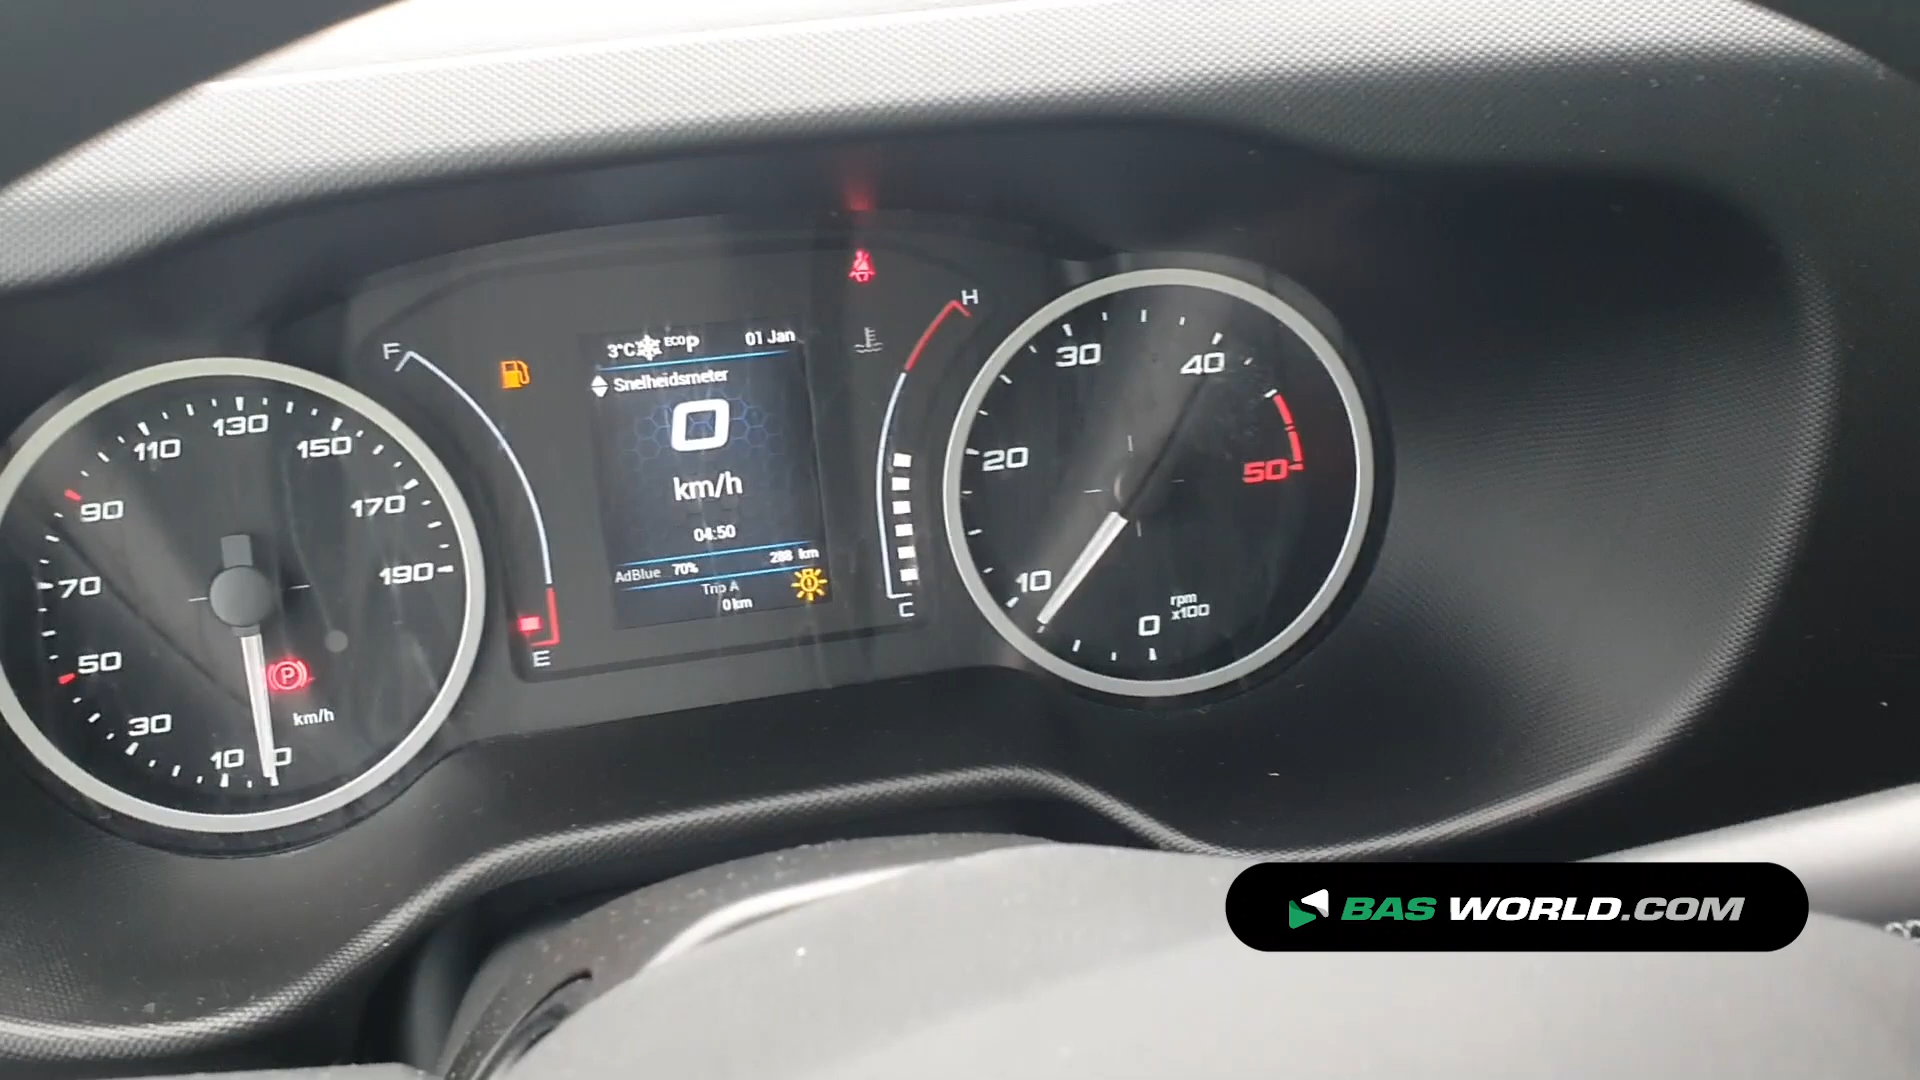 3°C ECO P 01 Jan
Snelheidsmeter
0
km/h
04:50
288 km
AdBlue 70%
Trip A
0 km
F
E
H
C
0
10
30
50
70
90
110
130
150
170
190
km/h
P
0
10
20
30
40
50
rpm
x100
BAS WORLD.COM